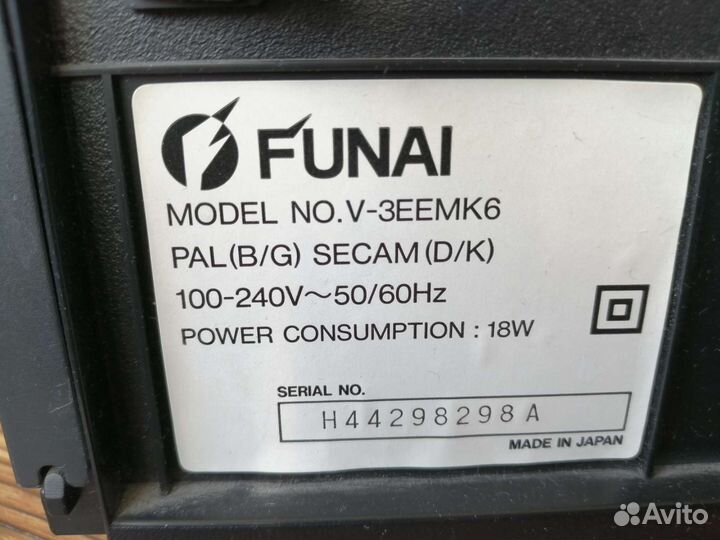 FUNAI
MODEL NO.V-3EEMK6
PAL(B/G) SECAM(D/K)
100-240V~50/60Hz
POWER CONSUMPTION : 18W
SERIAL NO.
H44298298A
MADE IN JAPAN
Avito